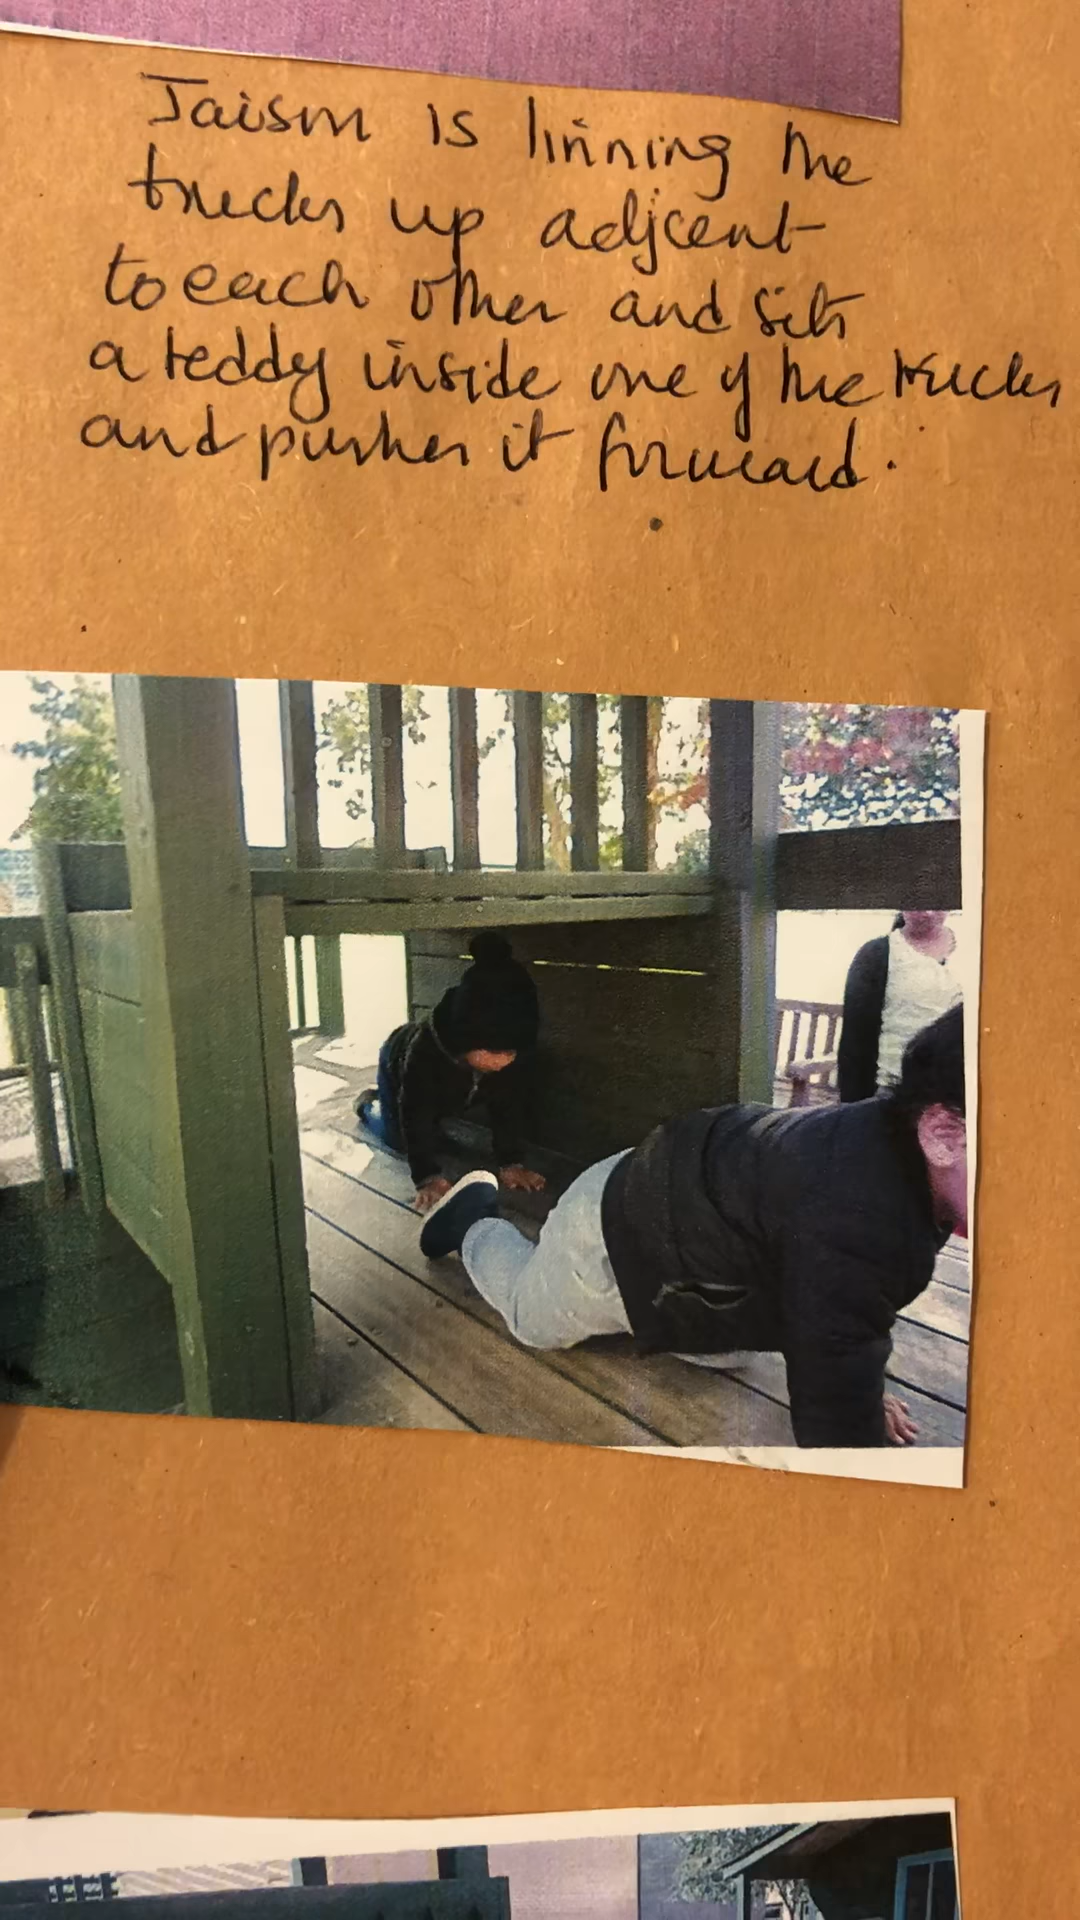 Jaism is linning the
trucks up adjcent
to each other and sits
a teddy inside one of the trucks
and pushes it forward.